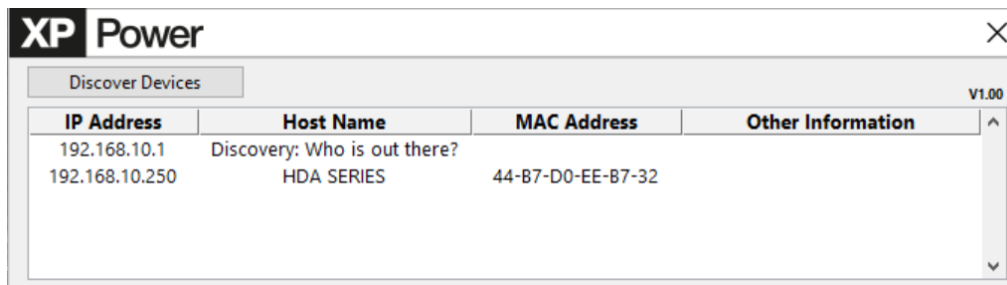 XP Power
Discover Devices
V1.00
IP Address Host Name MAC Address Other Information
192.168.10.1 Discovery: Who is out there?
192.168.10.250 HDA SERIES 44-B7-D0-EE-B7-32